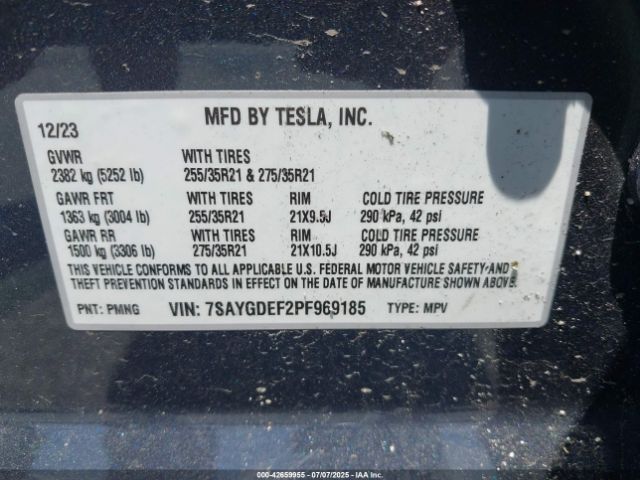 MFD BY TESLA, INC.
12/23
GVWR WITH TIRES
2382 kg (5252 lb) 255/35R21 & 275/35R21
GAWR FRT WITH TIRES RIM COLD TIRE PRESSURE
1363 kg (3004 lb) 255/35R21 21X9.5J 290 kPa, 42 psi
GAWR RR WITH TIRES RIM COLD TIRE PRESSURE
1500 kg (3306 lb) 275/35R21 21X10.5J 290 kPa, 42 psi
THIS VEHICLE CONFORMS TO ALL APPLICABLE U.S. FEDERAL MOTOR VEHICLE SAFETY AND
THEFT PREVENTION STANDARDS IN EFFECT ON THE DATE OF MANUFACTURE SHOWN ABOVE.
PNT: PMNG VIN: 7SAYGDEF2PF969185 TYPE: MPV
000-42659955 07/07/2025 IAAI.COM